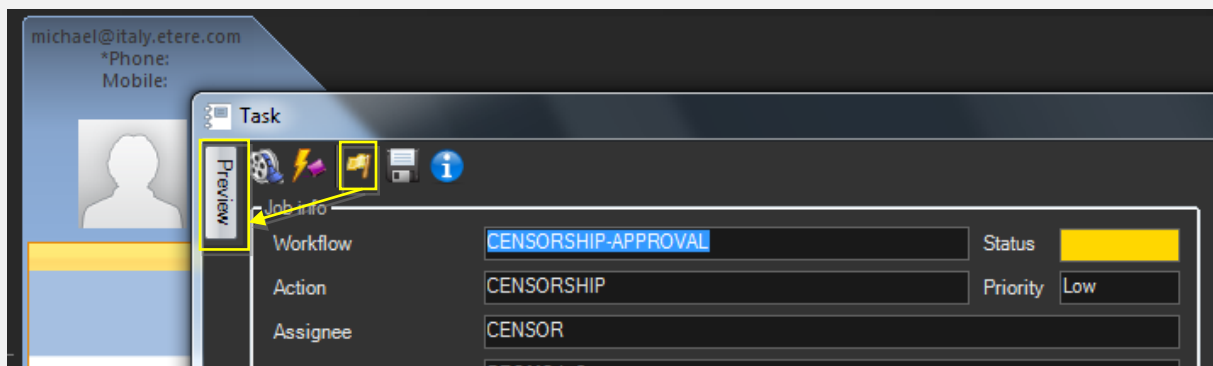 michael@italy.etere.com
*Phone:
Mobile:
Task
Preview
Job info
Workflow CENSORSHIP-APPROVAL Status
Action CENSORSHIP Priority Low
Assignee CENSOR